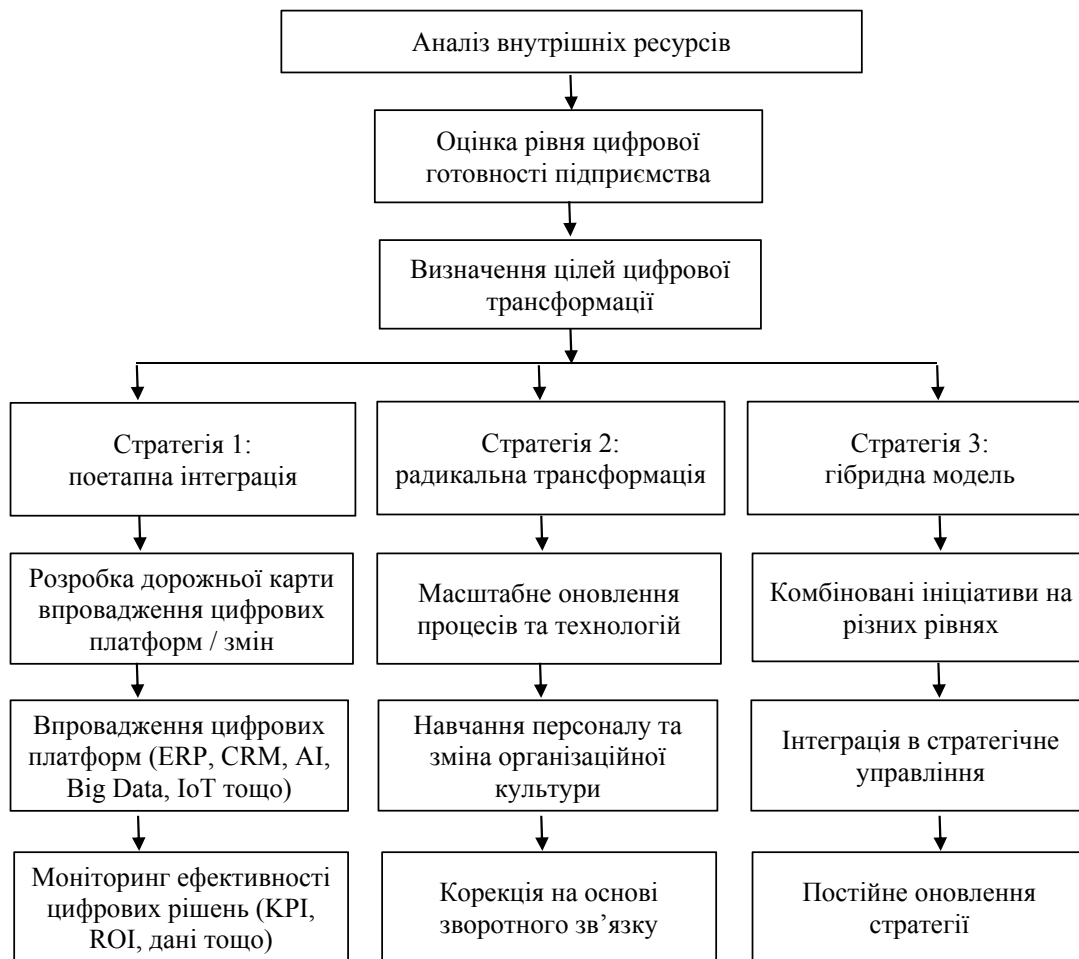 Аналіз внутрішніх ресурсів
Оцінка рівня цифрової
готовності підприємства
Визначення цілей цифрової
трансформації
Стратегія 1:
поетапна інтеграція
Стратегія 2:
радикальна трансформація
Стратегія 3:
гібридна модель
Розробка дорожньої карти
впровадження цифрових
платформ / змін
Масштабне оновлення
процесів та технологій
Комбіновані ініціативи на
різних рівнях
Впровадження цифрових
платформ (ERP, CRM, AI,
Big Data, IoT тощо)
Навчання персоналу та
зміна організаційної
культури
Інтеграція в стратегічне
управління
Моніторинг ефективності
цифрових рішень (KPI,
ROI, дані тощо)
Корекція на основі
зворотного зв’язку
Постійне оновлення
стратегії